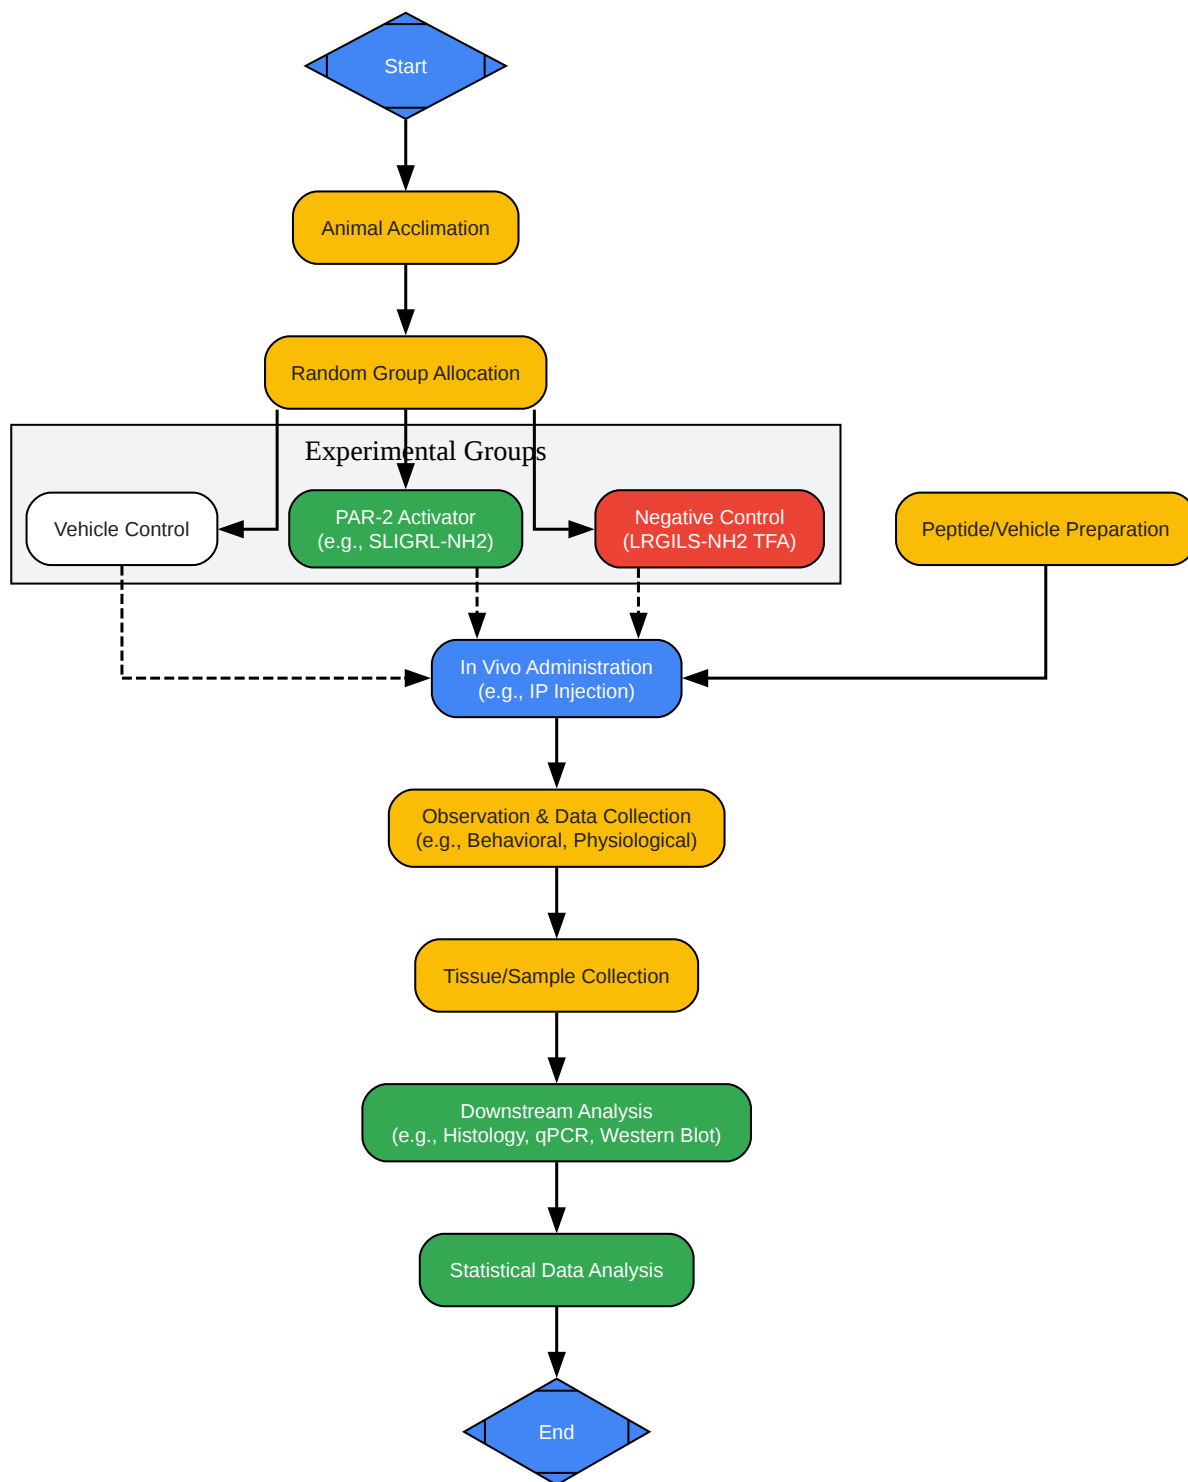 Start
Animal Acclimation
Random Group Allocation
Experimental Groups
Vehicle Control
PAR-2 Activator
(e.g., SLIGRL-NH2)
Negative Control
(LRGILS-NH2 TFA)
Peptide/Vehicle Preparation
In Vivo Administration
(e.g., IP Injection)
Observation & Data Collection
(e.g., Behavioral, Physiological)
Tissue/Sample Collection
Downstream Analysis
(e.g., Histology, qPCR, Western Blot)
Statistical Data Analysis
End